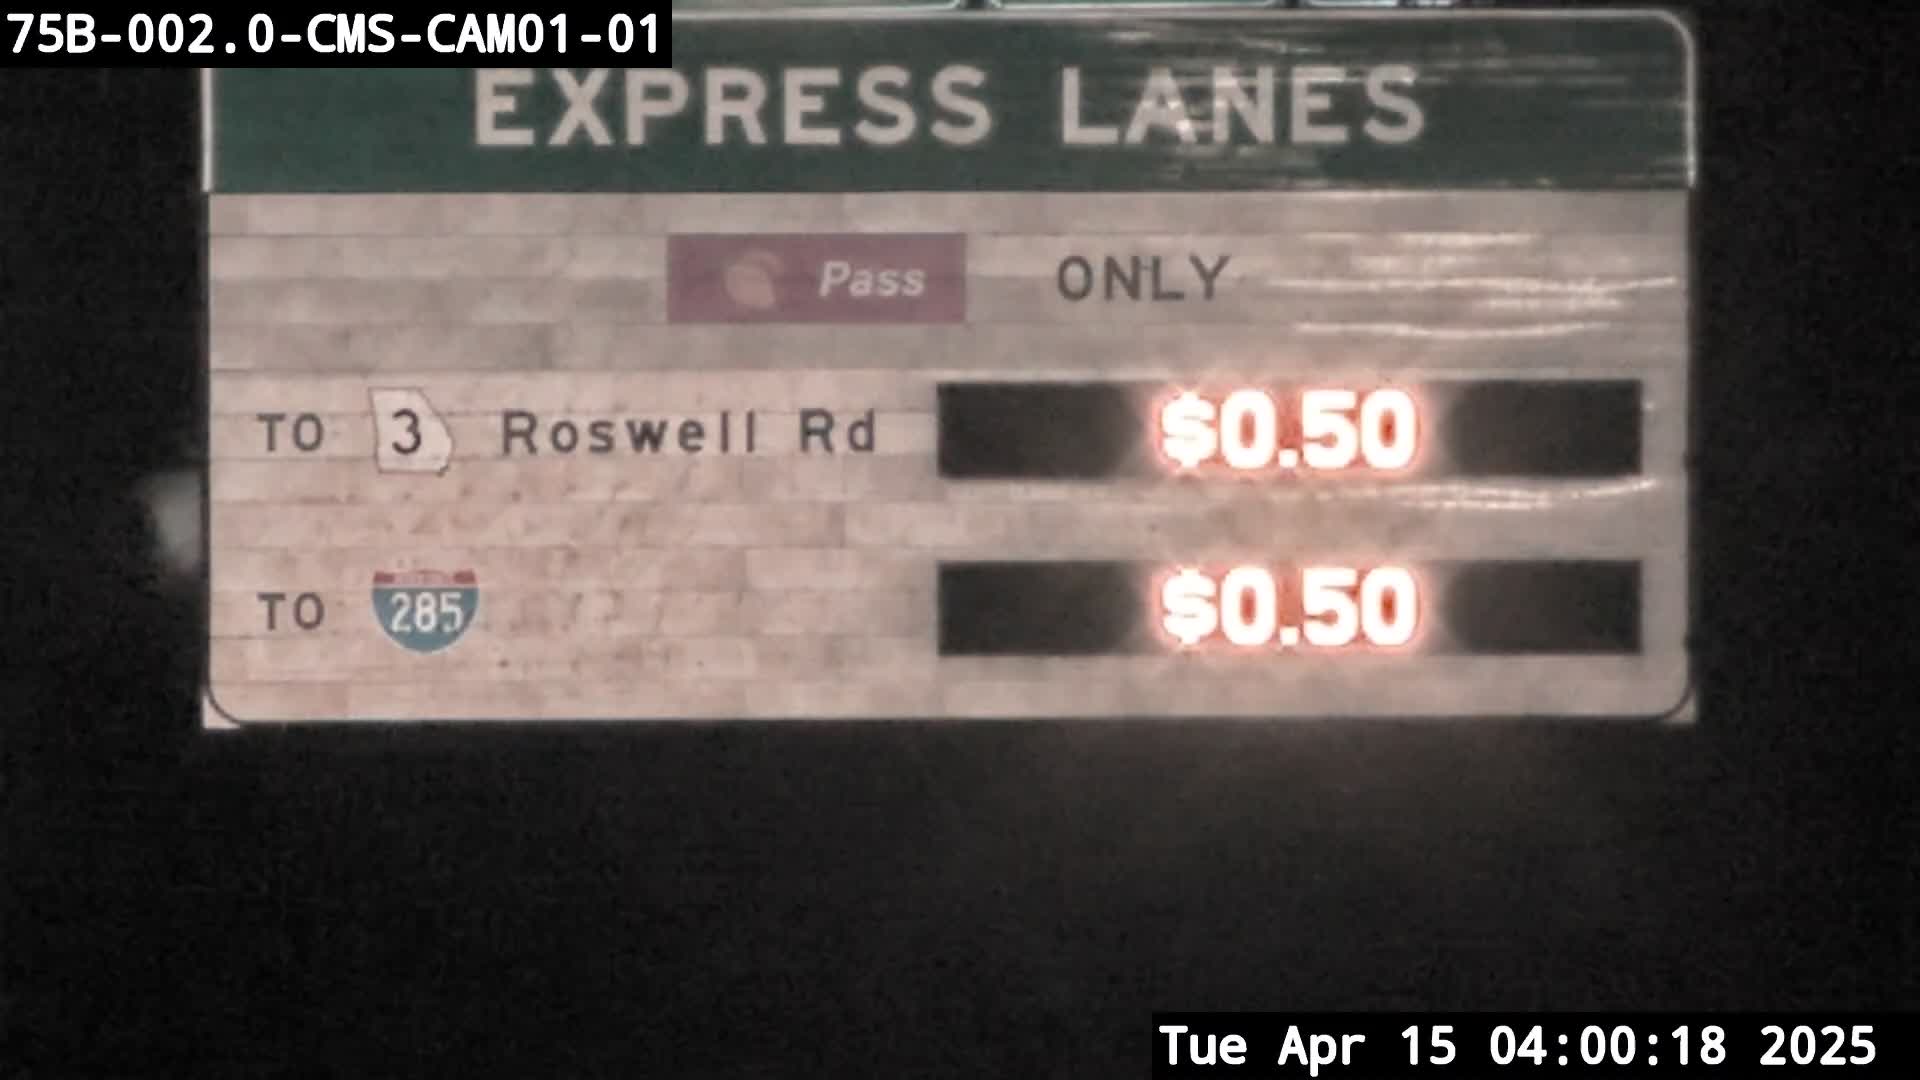 75B-002.0-CMS-CAM01-01
EXPRESS LANES
Pass ONLY
TO 3 Roswell Rd $0.50
TO 285 $0.50
Tue Apr 15 04:00:18 2025